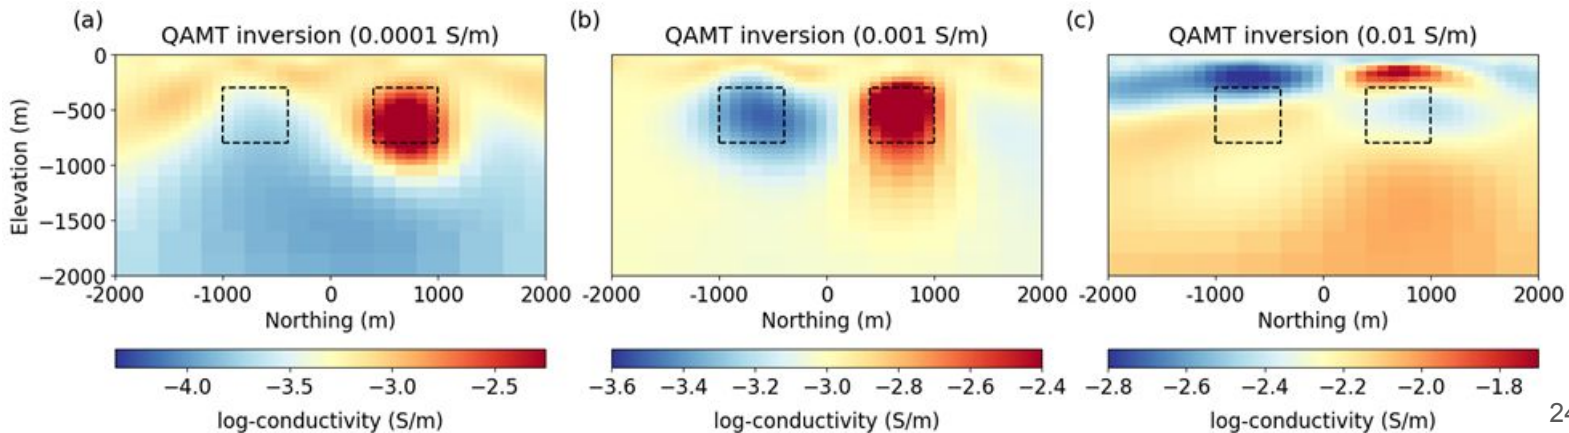 (a)
QAMT inversion (0.0001 S/m)
(b)
QAMT inversion (0.001 S/m)
(c)
QAMT inversion (0.01 S/m)
Elevation (m)
0
−500
−1000
−1500
−2000
-2000 -1000 0 1000 2000
-2000 -1000 0 1000 2000
-2000 -1000 0 1000 2000
Northing (m)
Northing (m)
Northing (m)
−4.0 −3.5 −3.0 −2.5
−3.6 −3.4 −3.2 −3.0 −2.8 −2.6 −2.4
−2.8 −2.6 −2.4 −2.2 −2.0 −1.8
log-conductivity (S/m)
log-conductivity (S/m)
log-conductivity (S/m)
24